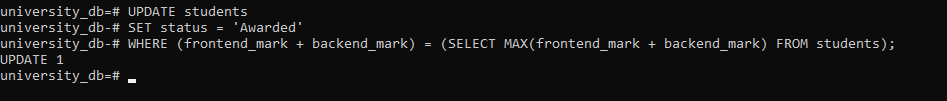 university_db=# UPDATE students
university_db-# SET status = 'Awarded'
university_db-# WHERE (frontend_mark + backend_mark) = (SELECT MAX(frontend_mark + backend_mark) FROM students);
UPDATE 1
university_db=#